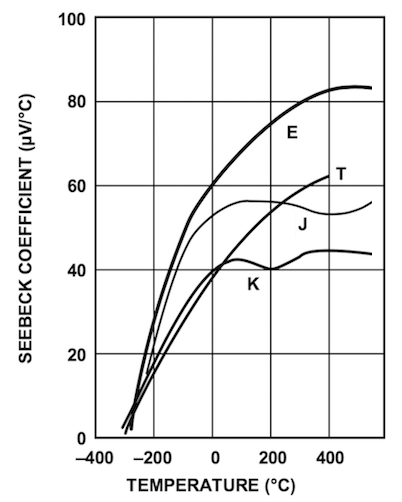 100
80
E
T
60
J
40
K
20
0
–400 –200 0 200 400
TEMPERATURE (°C)
SEEBECK COEFFICIENT (µV/°C)